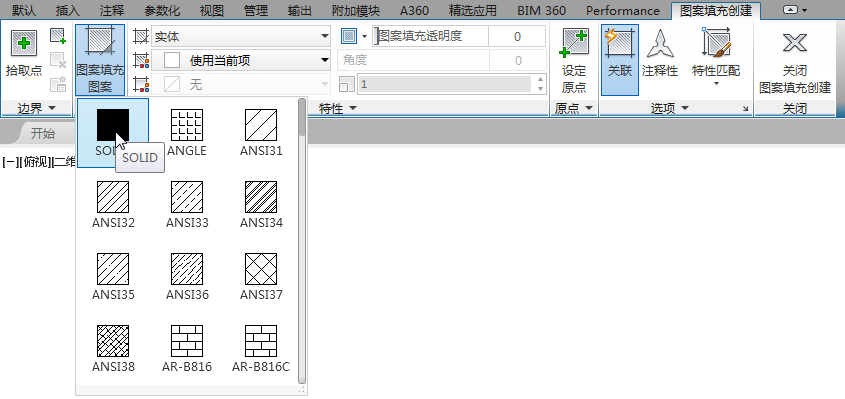 默认 插入 注释 参数化 视图 管理 输出 附加模块 A360 精选应用 BIM 360 Performance 图案填充创建
拾取点
边界
图案填充
图案
实体
使用当前项
无
图案填充透明度 0
角度 0
1
特性
设定
原点
原点
关联
注释性
特性匹配
选项
关闭
图案填充创建
关闭
开始
[−][俯视][二维
SOLID
ANGLE ANSI31
ANSI32 ANSI33 ANSI34
ANSI35 ANSI36 ANSI37
ANSI38 AR-B816 AR-B816C